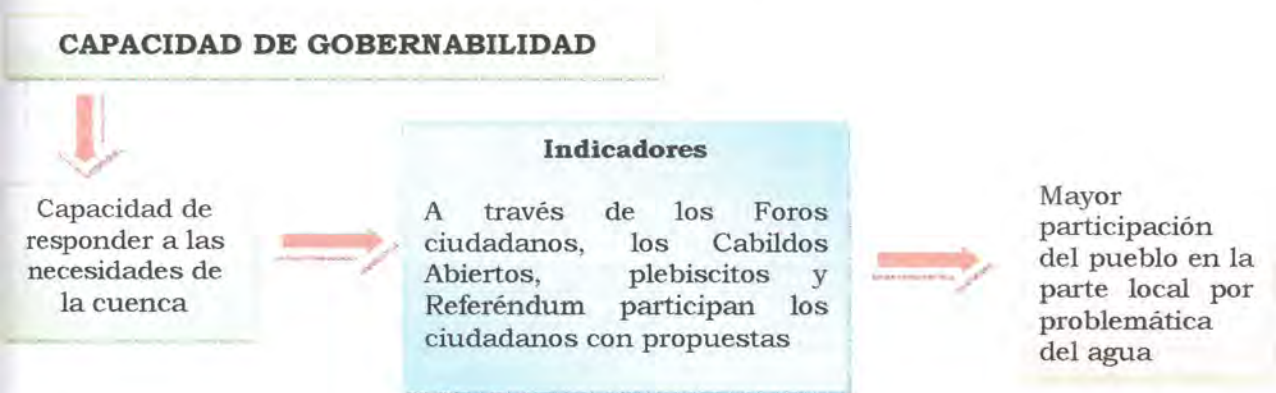 CAPACIDAD DE GOBERNABILIDAD
Capacidad de
responder a las
necesidades de
la cuenca
Indicadores
A través de los Foros
ciudadanos, los Cabildos
Abiertos, plebiscitos y
Referéndum participan los
ciudadanos con propuestas
Mayor
participación
del pueblo en la
parte local por
problemática
del agua